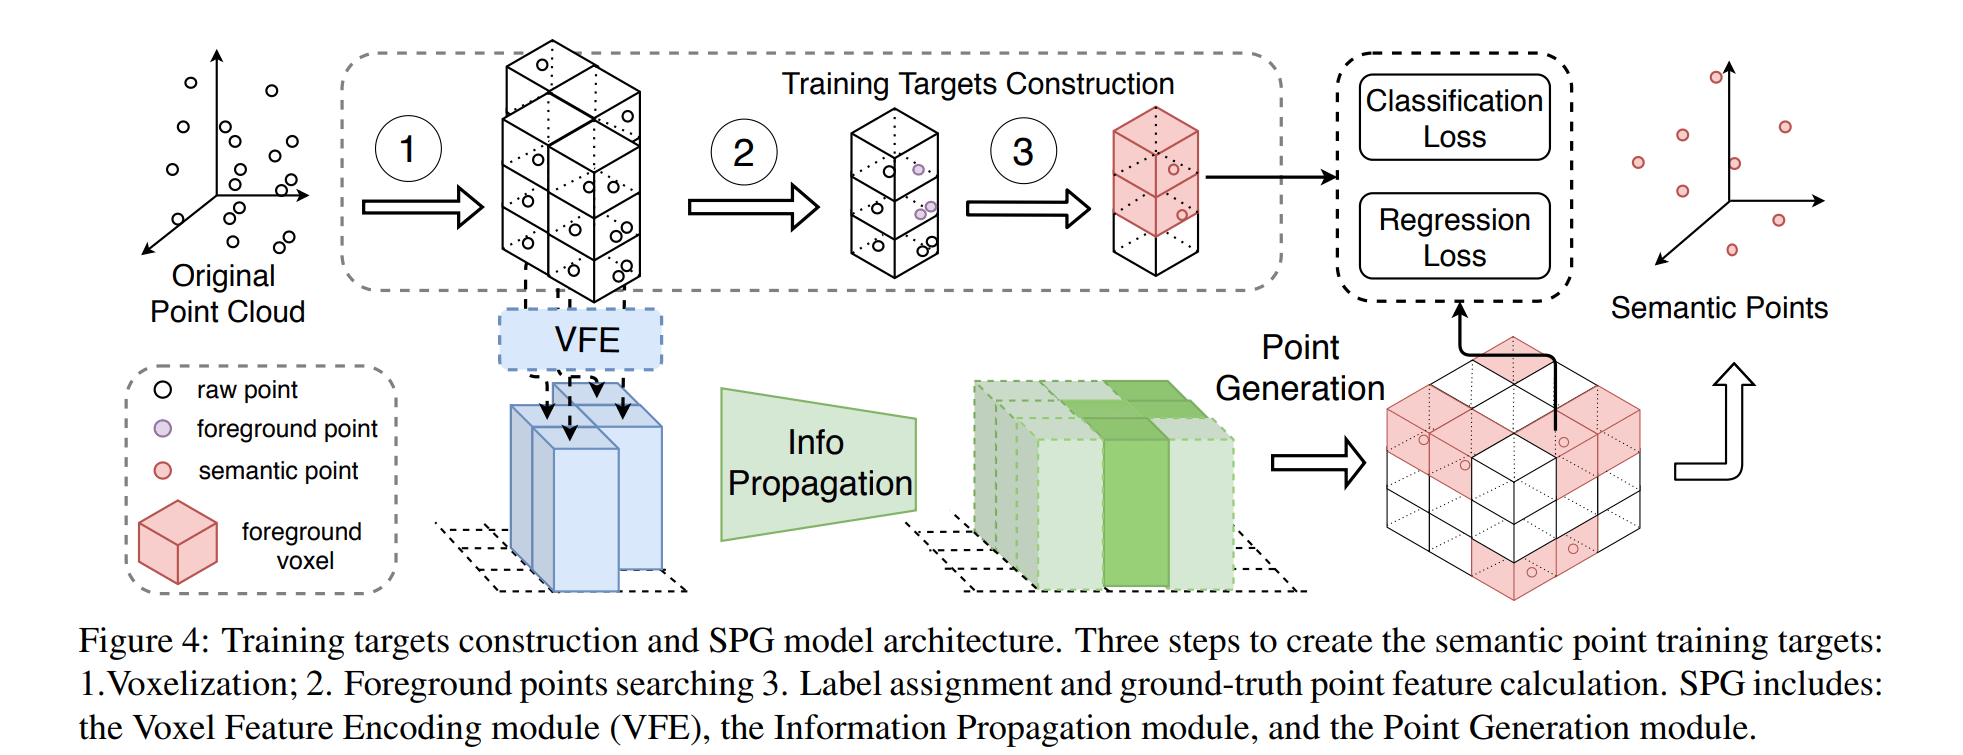 Training Targets Construction
1
2
3
Classification
Loss
Regression
Loss
Original
Point Cloud
Semantic Points
VFE
Point
Generation
raw point
foreground point
semantic point
foreground
voxel
Info
Propagation
Figure 4: Training targets construction and SPG model architecture. Three steps to create the semantic point training targets:
1.Voxelization; 2. Foreground points searching 3. Label assignment and ground-truth point feature calculation. SPG includes:
the Voxel Feature Encoding module (VFE), the Information Propagation module, and the Point Generation module.